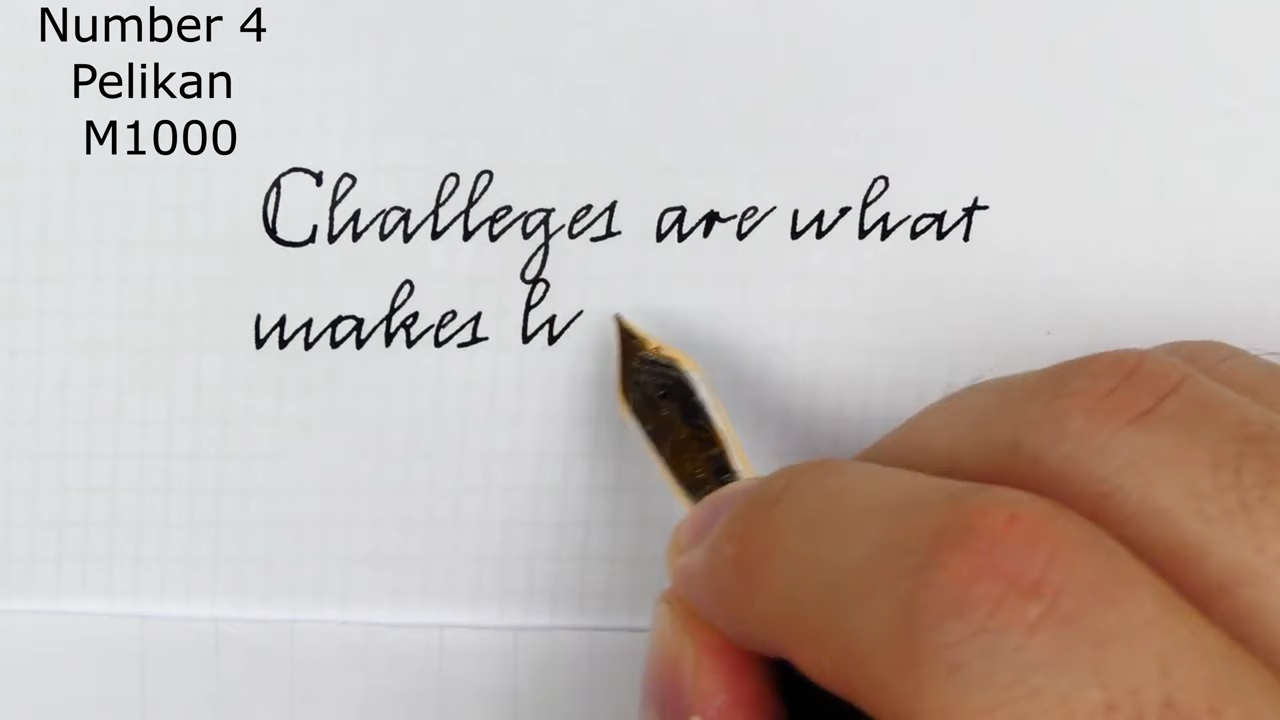 Number 4
Pelikan
M1000
Challeges are what
makes